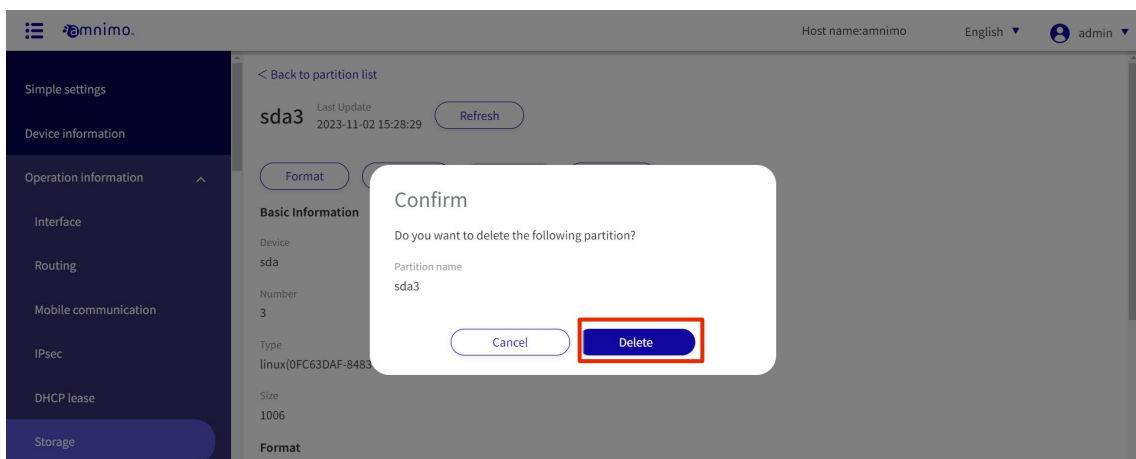 amnimo.
Host name:amnimo
English
admin
Simple settings
Device information
Operation information
Interface
Routing
Mobile communication
IPsec
DHCP lease
Storage
< Back to partition list
sda3
Last Update
2023-11-02 15:28:29
Refresh
Format
Basic Information
Device
sda
Number
3
Type
linux(0FC63DAF-8483
Size
1006
Format
Confirm
Do you want to delete the following partition?
Partition name
sda3
Cancel
Delete